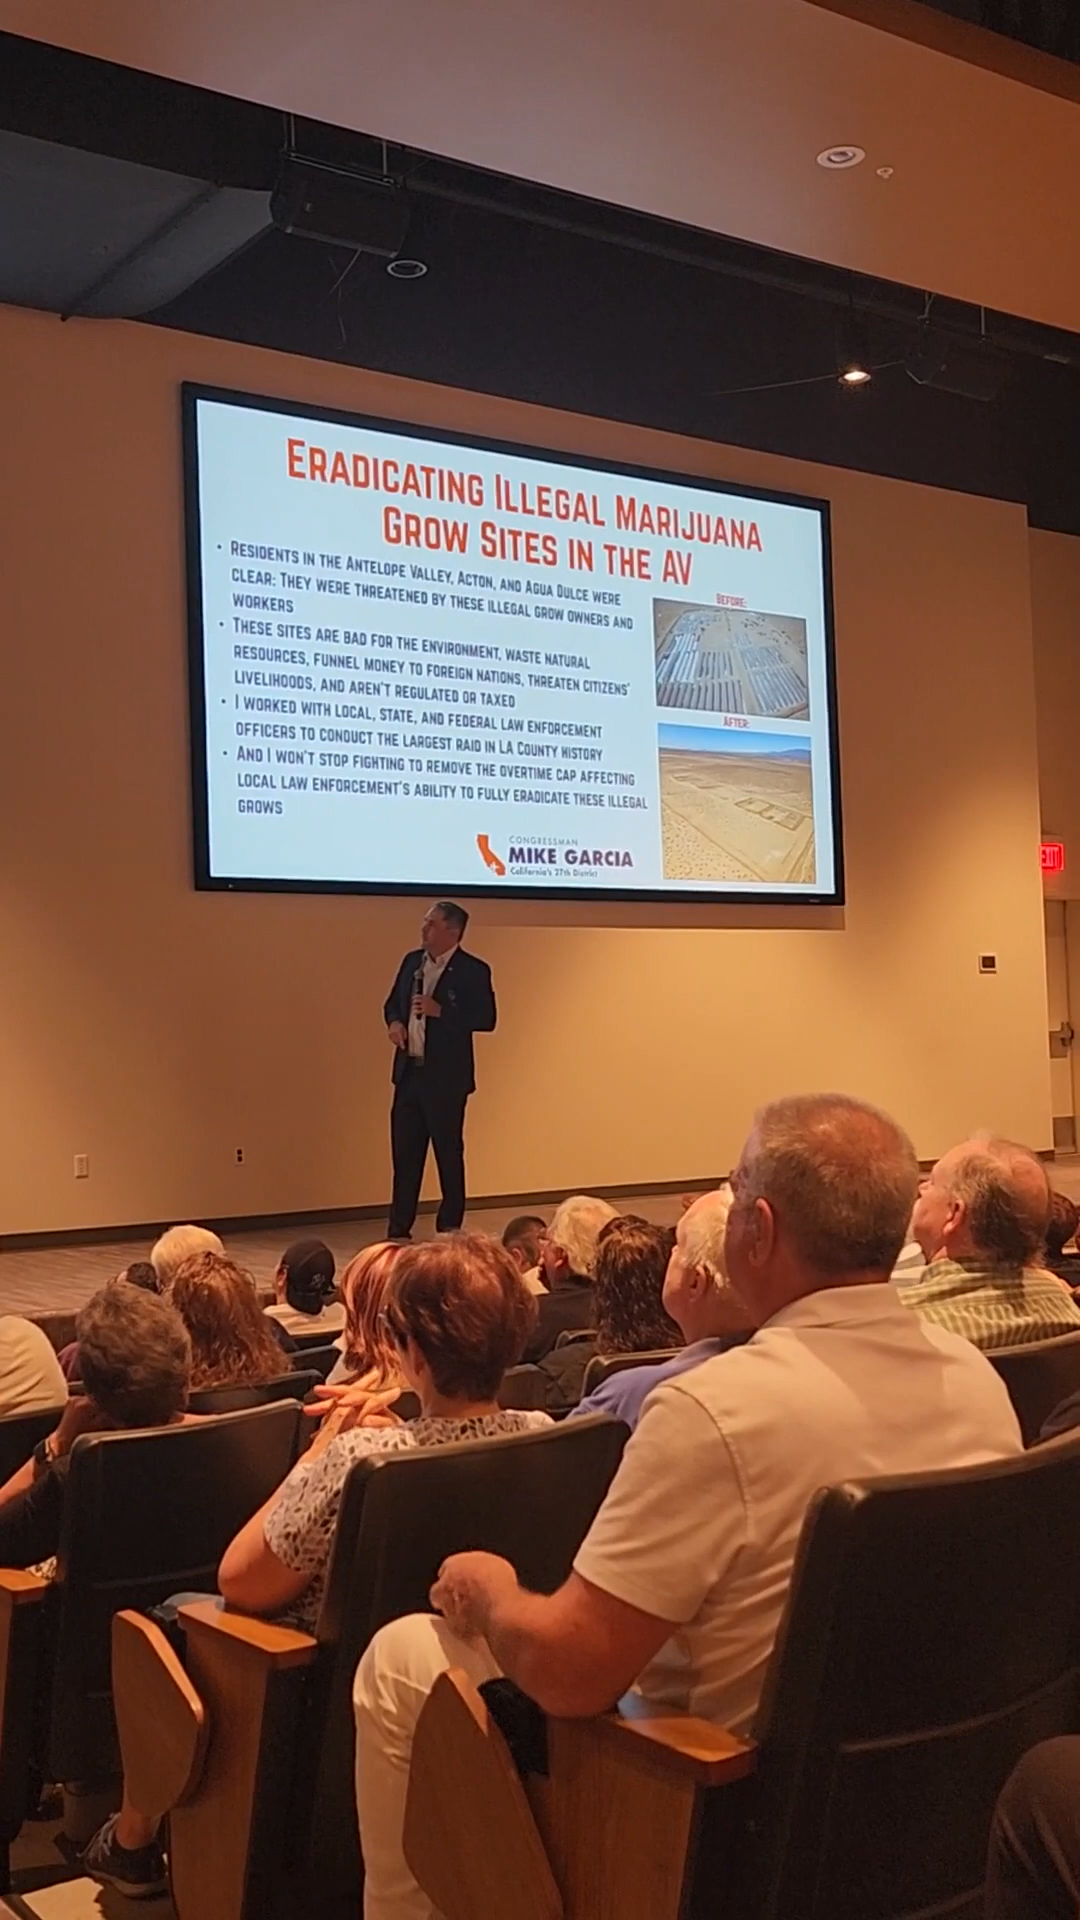 ERADICATING ILLEGAL MARIJUANA
GROW SITES IN THE AV
• RESIDENTS IN THE ANTELOPE VALLEY, ACTON, AND AGUA DULCE WERE
CLEAR: THEY WERE THREATENED BY THESE ILLEGAL GROW OWNERS AND
WORKERS
• THESE SITES ARE BAD FOR THE ENVIRONMENT, WASTE NATURAL
RESOURCES, FUNNEL MONEY TO FOREIGN NATIONS, THREATEN CITIZENS'
LIVELIHOODS, AND AREN'T REGULATED OR TAXED
• I WORKED WITH LOCAL, STATE, AND FEDERAL LAW ENFORCEMENT
OFFICERS TO CONDUCT THE LARGEST RAID IN LA COUNTY HISTORY
• AND I WON'T STOP FIGHTING TO REMOVE THE OVERTIME CAP AFFECTING
LOCAL LAW ENFORCEMENT'S ABILITY TO FULLY ERADICATE THESE ILLEGAL
GROWS
BEFORE:
AFTER:
CONGRESSMAN
MIKE GARCIA
California's 27th District
EXIT